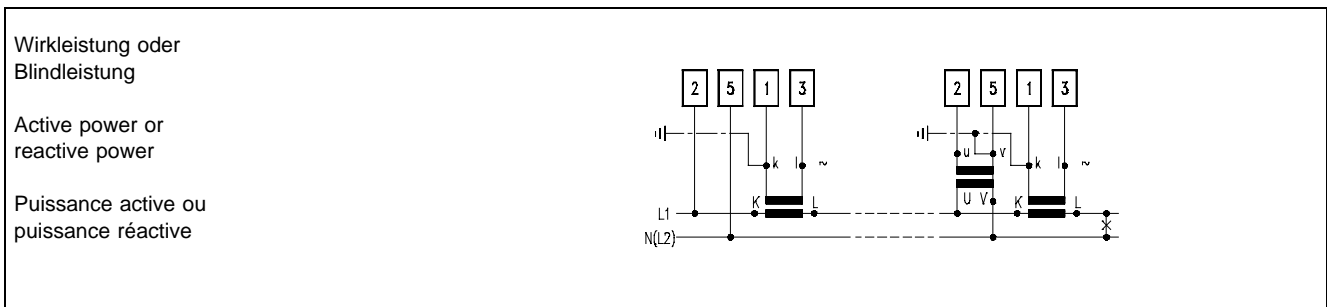 Wirkleistung oder
Blindleistung
Active power or
reactive power
Puissance active ou
puissance réactive
2 5 1 3
k l ~
K L
L1
N(L2)
2 5 1 3
u v
k l ~
U V
K L